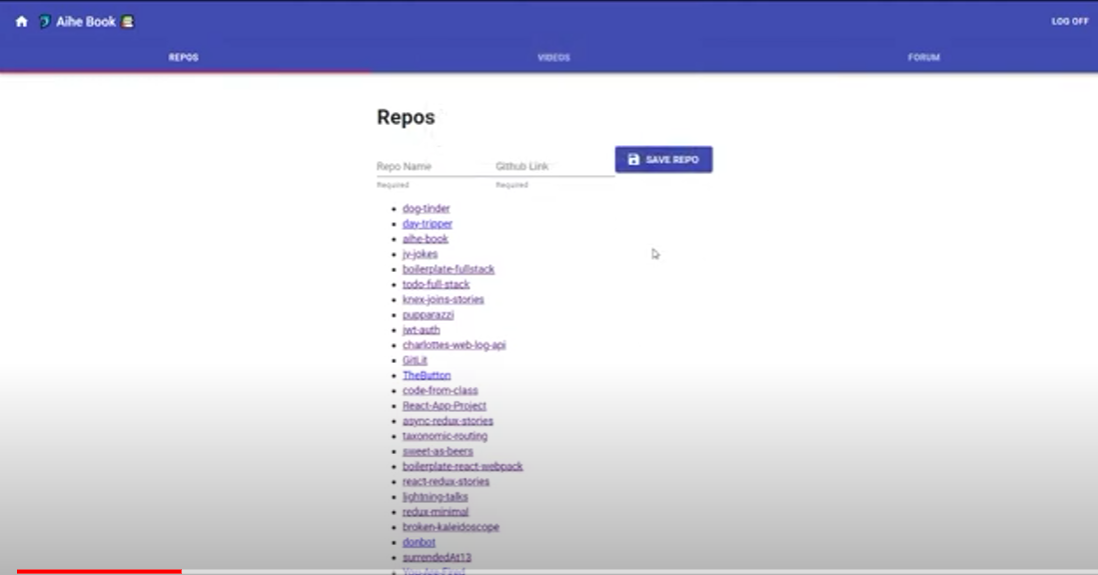 Aihe Book
LOG OFF
REPOS
VIDEOS
FORUM
Repos
Repo Name
Github Link
SAVE REPO
Required
Required
dog-tinder
day-tripper
aihe-book
jv-jokes
boilerplate-fullstack
todo-full-stack
knex-joins-stories
pupparazzi
jwt-auth
charlottes-web-log-api
GitLit
TheButton
code-from-class
React-App-Project
async-redux-stories
taxonomic-routing
sweet-as-beers
boilerplate-react-webpack
react-redux-stories
lightning-talks
redux-minimal
broken-kaleidoscope
donbot
surrendedAt13